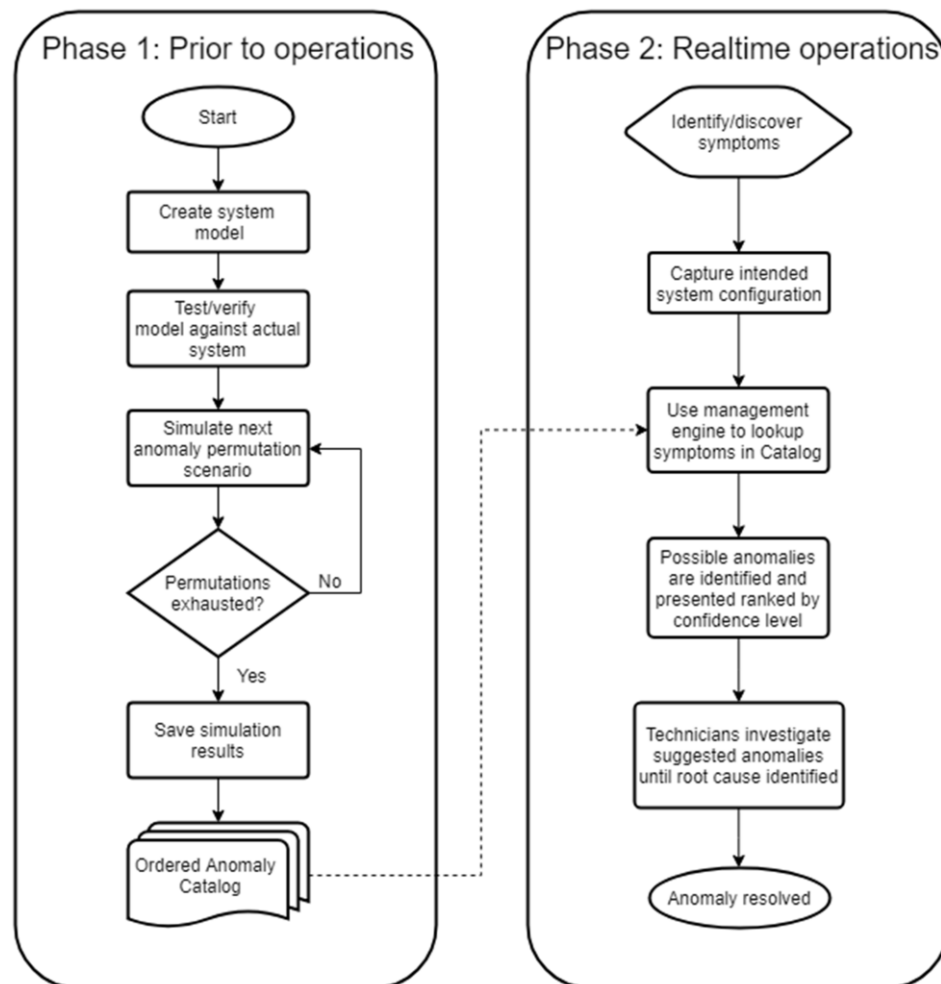 Phase 1: Prior to operations
Start
Create system
model
Test/verify
model against actual
system
Simulate next
anomaly permutation
scenario
Permutations
exhausted?
No
Yes
Save simulation
results
Ordered Anomaly
Catalog
Phase 2: Realtime operations
Identify/discover
symptoms
Capture intended
system configuration
Use management
engine to lookup
symptoms in Catalog
Possible anomalies
are identified and
presented ranked by
confidence level
Technicians investigate
suggested anomalies
until root cause identified
Anomaly resolved